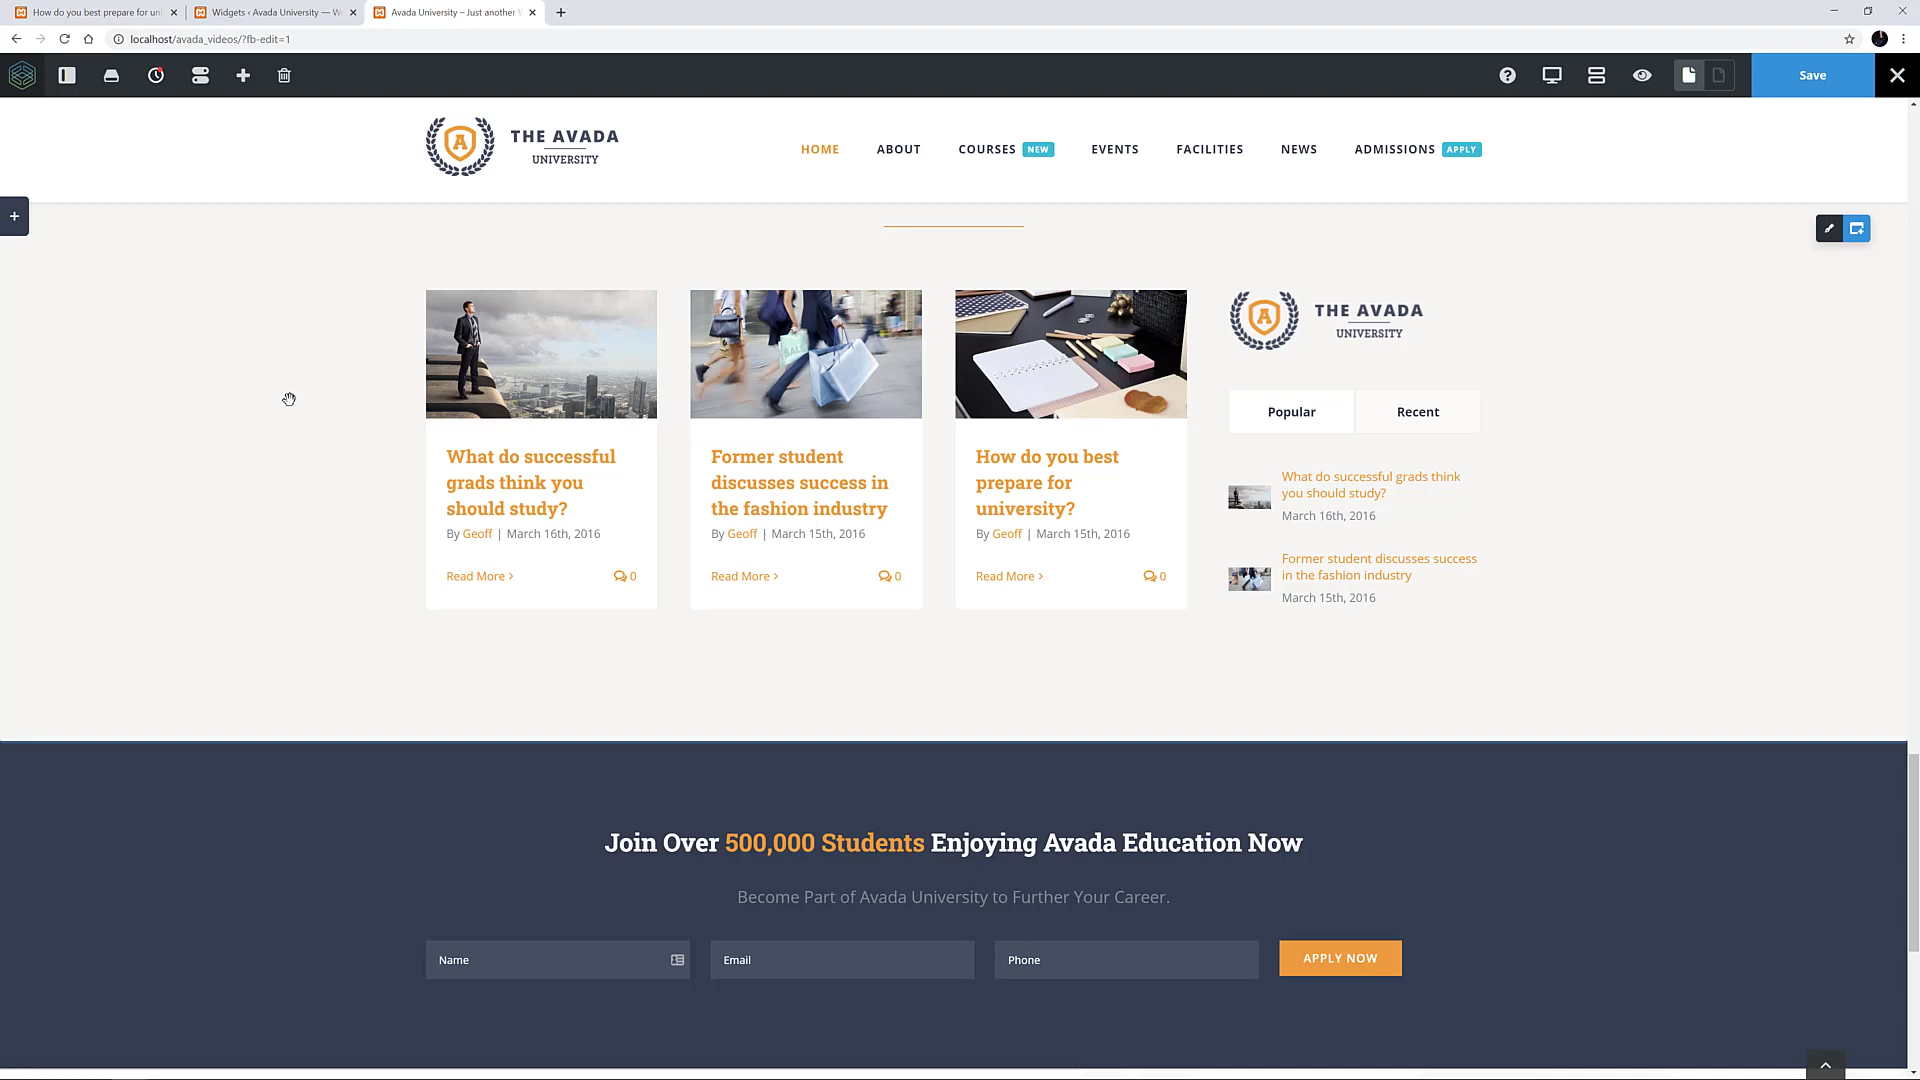 How do you best prepare for uni
Widgets ‹ Avada University — W
Avada University – Just another
localhost/avada_videos/?fb-edit=1
Save
THE AVADA
UNIVERSITY
HOME
ABOUT
COURSES NEW
EVENTS
FACILITIES
NEWS
ADMISSIONS APPLY
What do successful
grads think you
should study?
By Geoff | March 16th, 2016
Read More
0
Former student
discusses success in
the fashion industry
By Geoff | March 15th, 2016
Read More
0
How do you best
prepare for
university?
By Geoff | March 15th, 2016
Read More
0
THE AVADA
UNIVERSITY
Popular
Recent
What do successful grads think
you should study?
March 16th, 2016
Former student discusses success
in the fashion industry
March 15th, 2016
Join Over 500,000 Students Enjoying Avada Education Now
Become Part of Avada University to Further Your Career.
Name
Email
Phone
APPLY NOW